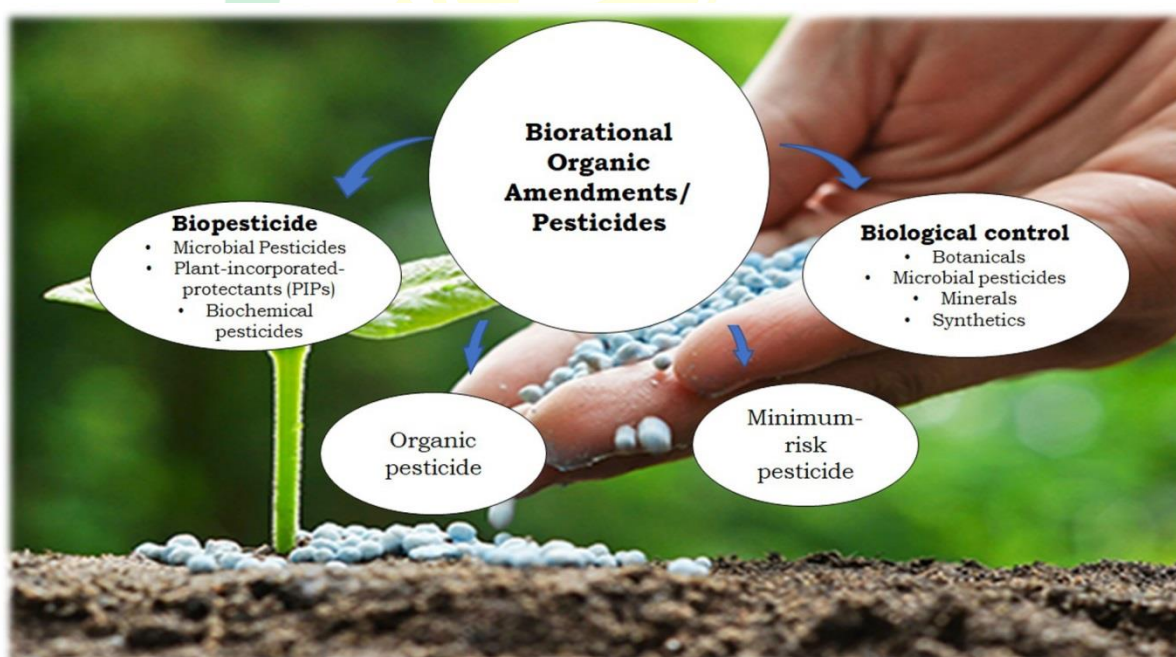 Biorational
Organic
Amendments/
Pesticides
Biopesticide
• Microbial Pesticides
• Plant-incorporated-
protectants (PIPs)
• Biochemical
pesticides
Biological control
• Botanicals
• Microbial pesticides
• Minerals
• Synthetics
Organic
pesticide
Minimum-
risk
pesticide